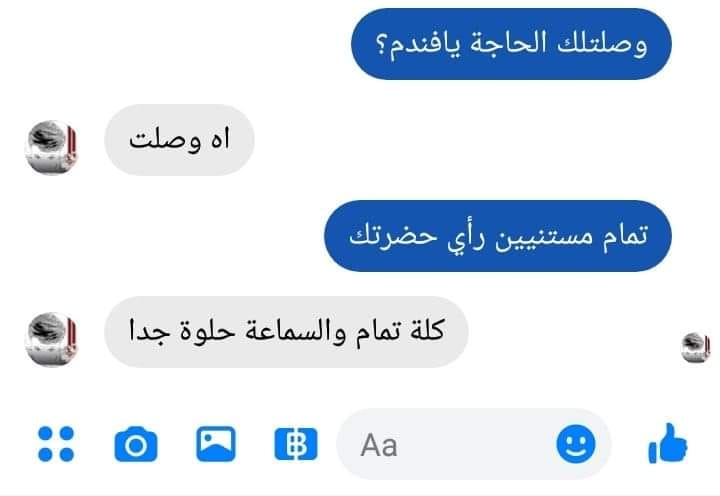 وصلتلك الحاجة يافندم؟
اه وصلت
تمام مستنيين رأي حضرتك
كلة تمام والسماعة حلوة جدا
Aa